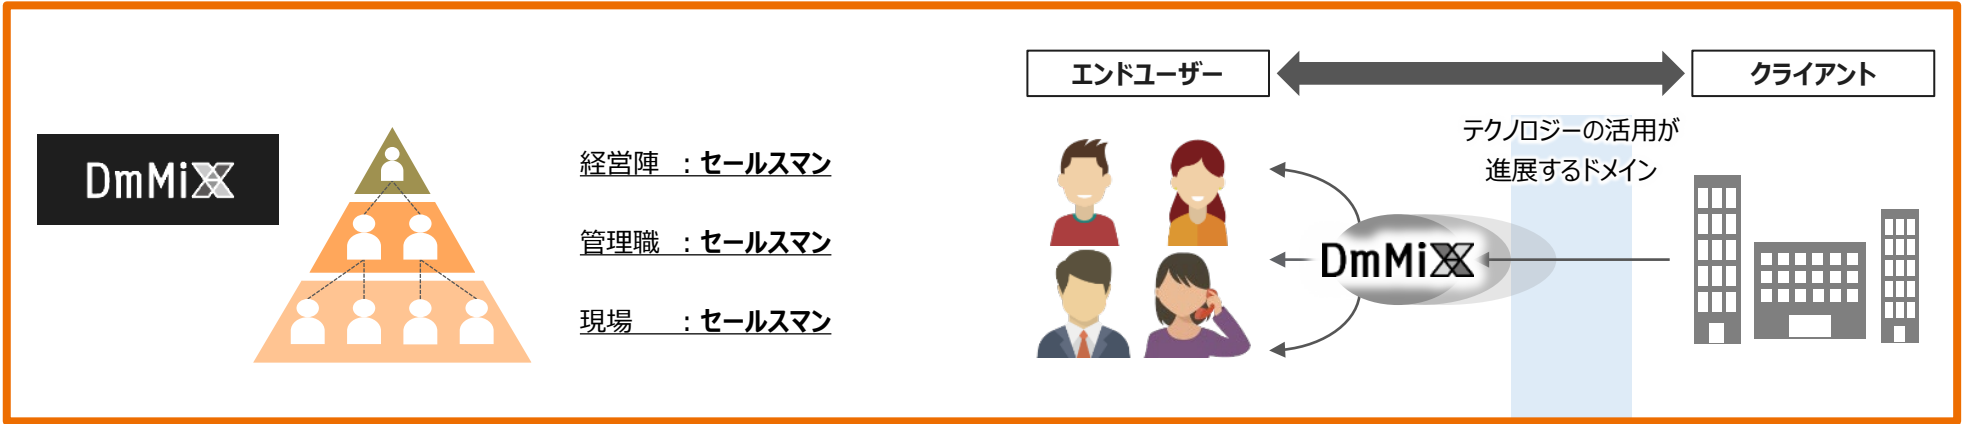 DmMiX
経営陣 ：セールスマン
管理職 ：セールスマン
現場 ：セールスマン
エンドユーザー
クライアント
テクノロジーの活用が
進展するドメイン
DmMiX